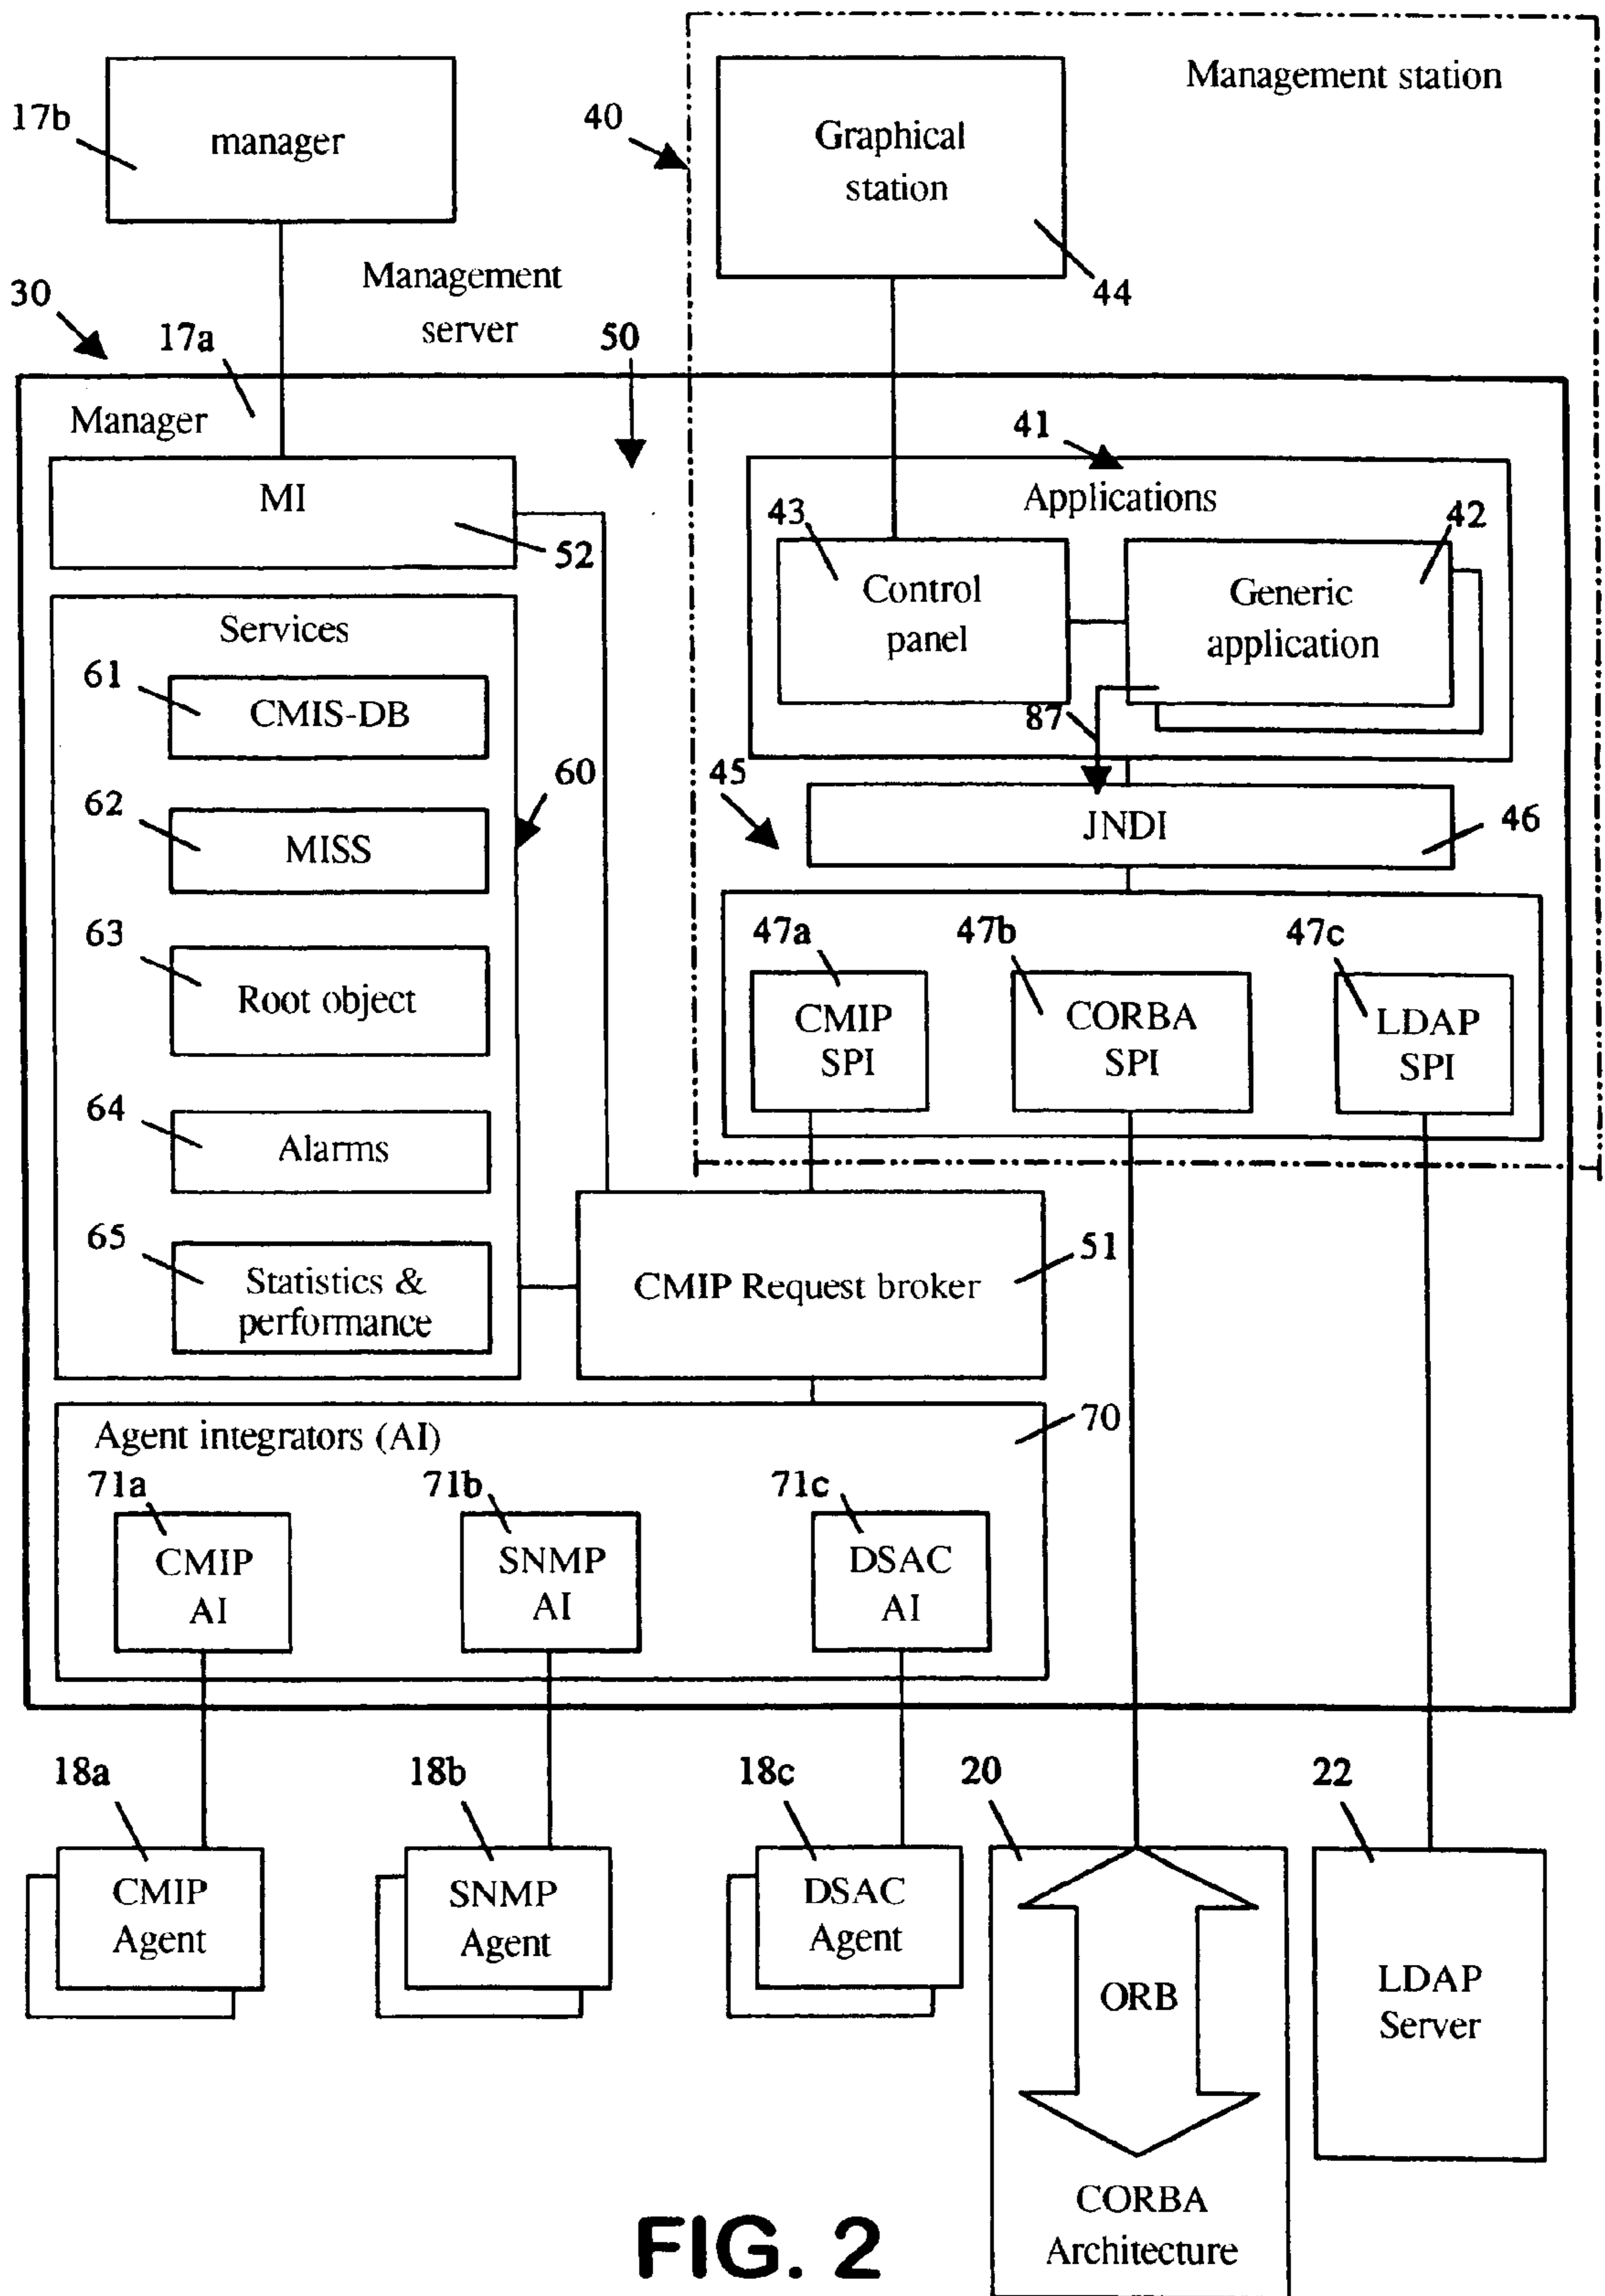 Management station
17b
manager
40
Graphical
station
44
30
17a
Management
server
50
Manager
MI
52
41
Applications
43
Control
panel
42
Generic
application
87
Services
61
CMIS-DB
60
62
MISS
63
Root object
64
Alarms
65
Statistics &
performance
45
JNDI
46
47a
CMIP
SPI
47b
CORBA
SPI
47c
LDAP
SPI
CMIP Request broker
51
Agent integrators (AI)
70
71a
CMIP
AI
71b
SNMP
AI
71c
DSAC
AI
18a
CMIP
Agent
18b
SNMP
Agent
18c
DSAC
Agent
20
ORB
CORBA
Architecture
22
LDAP
Server
FIG. 2